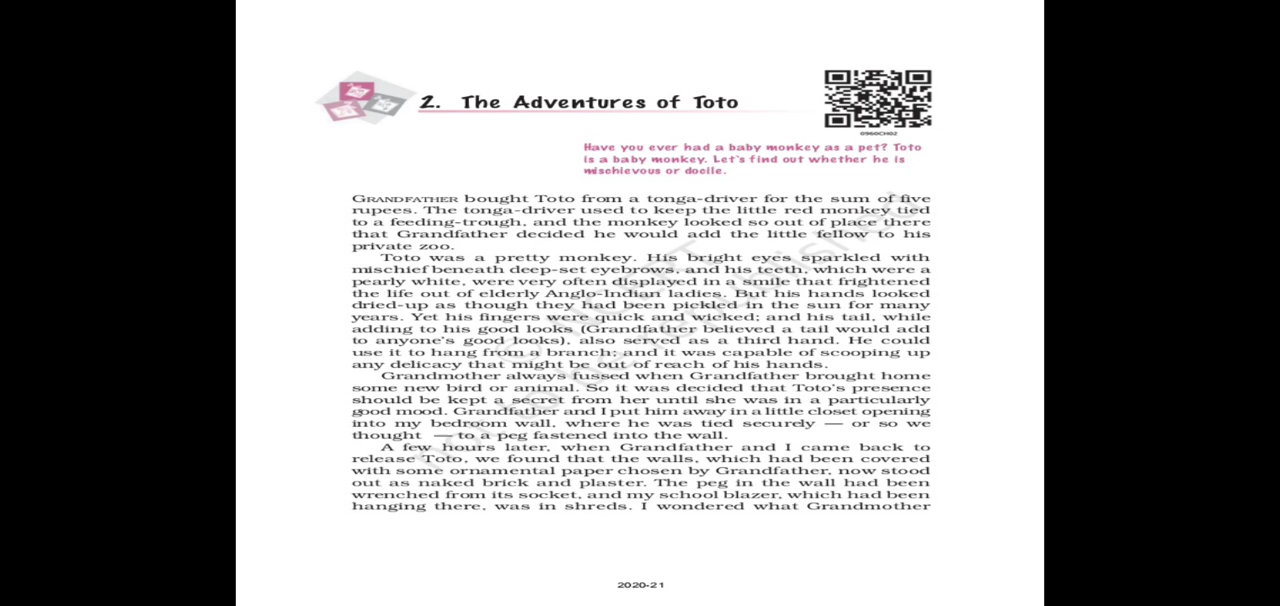 2. The Adventures of Toto
0960CH02
Have you ever had a baby monkey as a pet? Toto
is a baby monkey. Let's find out whether he is
mischievous or docile.
GRANDFATHER bought Toto from a tonga-driver for the sum of five
rupees. The tonga-driver used to keep the little red monkey tied
to a feeding-trough, and the monkey looked so out of place there
that Grandfather decided he would add the little fellow to his
private zoo.
Toto was a pretty monkey. His bright eyes sparkled with
mischief beneath deep-set eyebrows, and his teeth, which were a
pearly white, were very often displayed in a smile that frightened
the life out of elderly Anglo-Indian ladies. But his hands looked
dried-up as though they had been pickled in the sun for many
years. Yet his fingers were quick and wicked; and his tail, while
adding to his good looks (Grandfather believed a tail would add
to anyone's good looks), also served as a third hand. He could
use it to hang from a branch; and it was capable of scooping up
any delicacy that might be out of reach of his hands.
Grandmother always fussed when Grandfather brought home
some new bird or animal. So it was decided that Toto's presence
should be kept a secret from her until she was in a particularly
good mood. Grandfather and I put him away in a little closet opening
into my bedroom wall, where he was tied securely — or so we
thought — to a peg fastened into the wall.
A few hours later, when Grandfather and I came back to
release Toto, we found that the walls, which had been covered
with some ornamental paper chosen by Grandfather, now stood
out as naked brick and plaster. The peg in the wall had been
wrenched from its socket, and my school blazer, which had been
hanging there, was in shreds. I wondered what Grandmother
2020-21